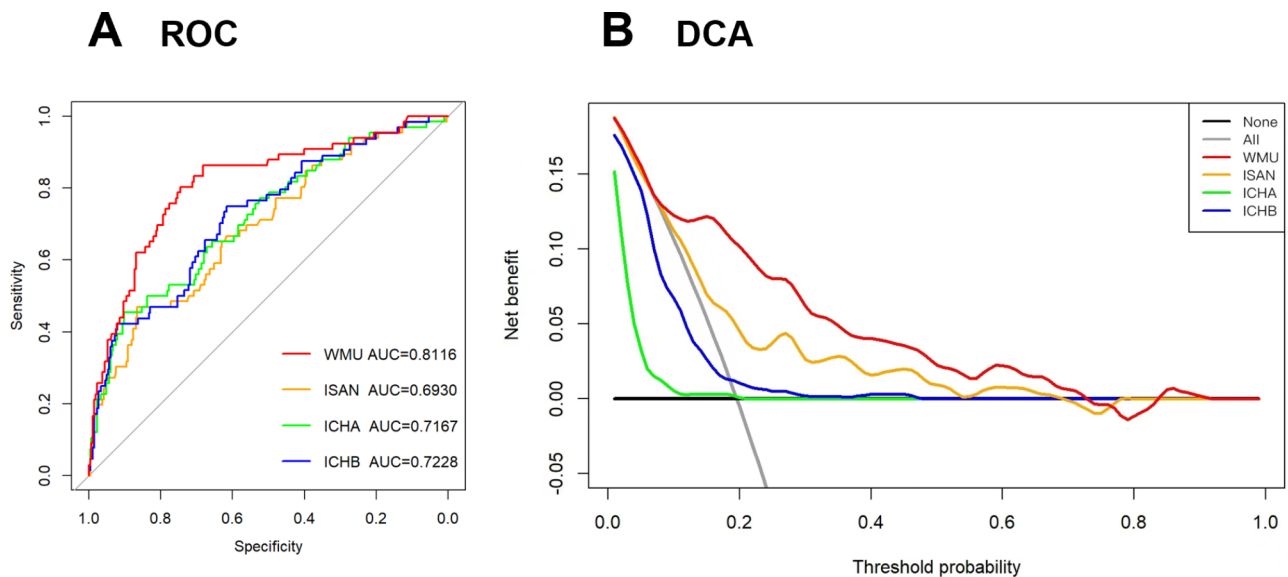 A ROC
B DCA
1.0
0.8
0.6
0.4
0.2
0.0
Sensitivity
WMU AUC=0.8116
ISAN AUC=0.6930
ICHA AUC=0.7167
ICHB AUC=0.7228
1.0 0.8 0.6 0.4 0.2 0.0
Specificity
None
All
WMU
ISAN
ICHA
ICHB
0.15
0.10
0.05
0.00
-0.05
Net benefit
0.0 0.2 0.4 0.6 0.8 1.0
Threshold probability